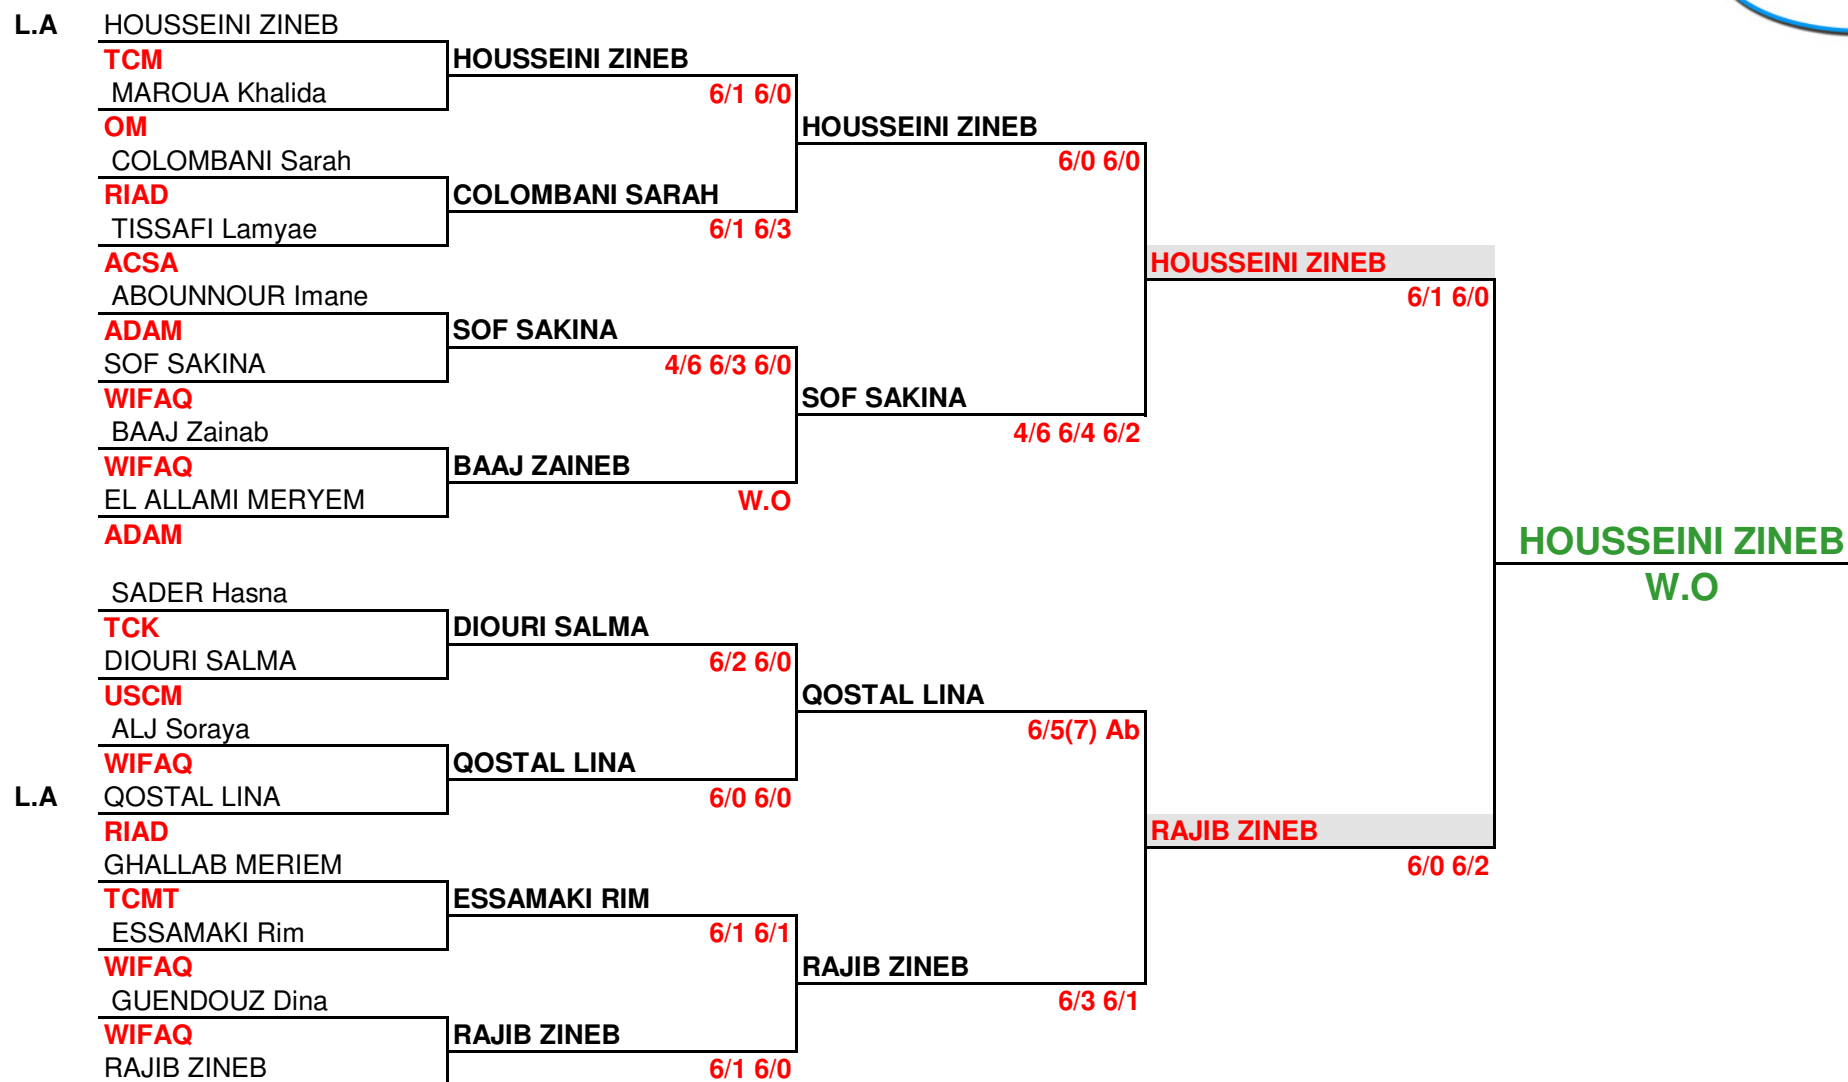 L.A HOUSSEINI ZINEB
TCM HOUSSEINI ZINEB
MAROUA Khalida 6/1 6/0
OM HOUSSEINI ZINEB
COLOMBANI Sarah 6/0 6/0
RIAD COLOMBANI SARAH
TISSAFI Lamyae 6/1 6/3
ACSA HOUSSEINI ZINEB
ABOUNNOUR Imane 6/1 6/0
ADAM SOF SAKINA
SOF SAKINA 4/6 6/3 6/0
WIFAQ SOF SAKINA
BAAJ Zainab 4/6 6/4 6/2
WIFAQ BAAJ ZAINEB
EL ALLAMI MERYEM W.O
ADAM HOUSSEINI ZINEB
SADER Hasna W.O
TCK DIOURI SALMA
DIOURI SALMA 6/2 6/0
USCM QOSTAL LINA
ALJ Soraya 6/5(7) Ab
WIFAQ QOSTAL LINA
L.A QOSTAL LINA 6/0 6/0
RIAD RAJIB ZINEB
GHALLAB MERIEM 6/0 6/2
TCMT ESSAMAKI RIM
ESSAMAKI Rim 6/1 6/1
WIFAQ RAJIB ZINEB
GUENDOUZ Dina 6/3 6/1
WIFAQ RAJIB ZINEB
RAJIB ZINEB 6/1 6/0